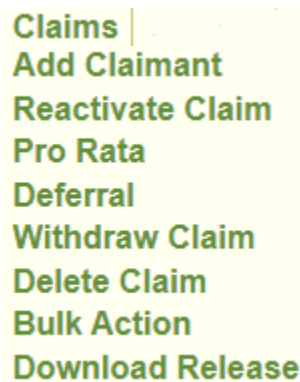 Claims
Add Claimant
Reactivate Claim
Pro Rata
Deferral
Withdraw Claim
Delete Claim
Bulk Action
Download Release